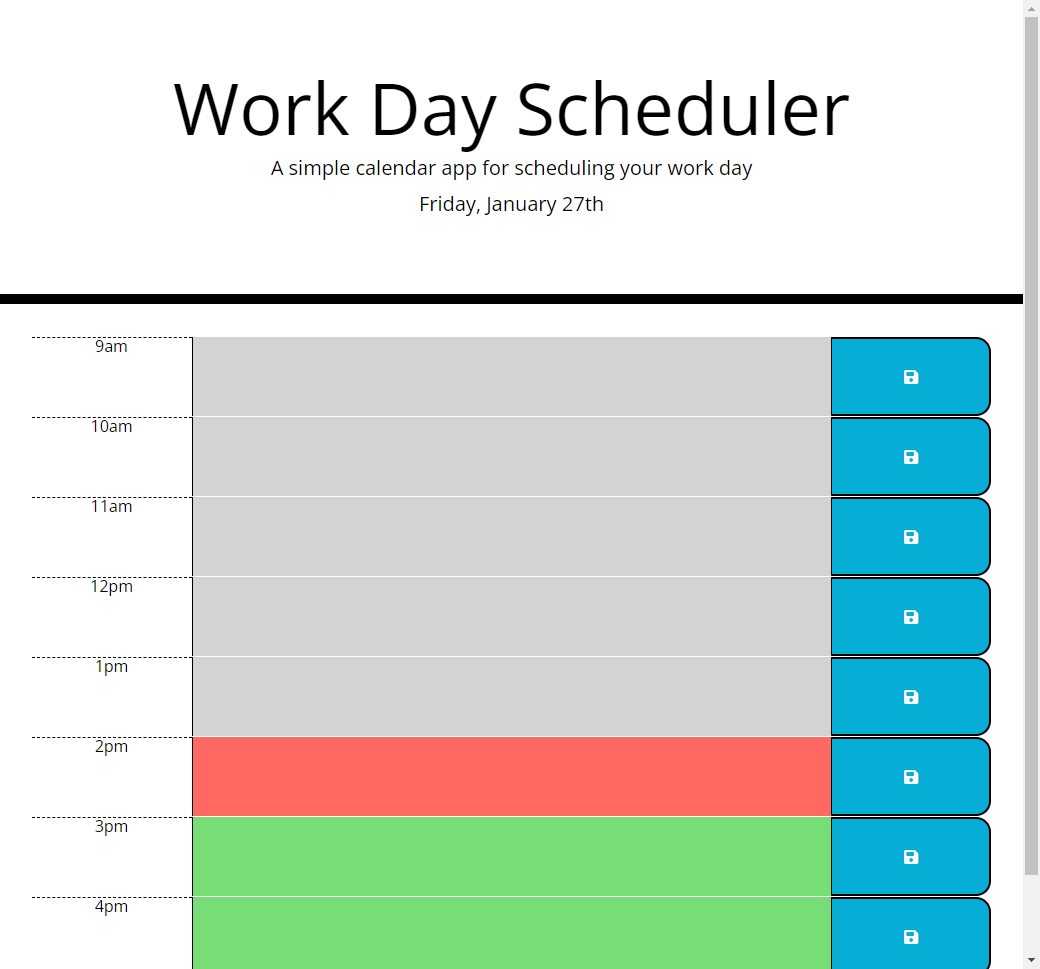 Work Day Scheduler
A simple calendar app for scheduling your work day
Friday, January 27th
9am
10am
11am
12pm
1pm
2pm
3pm
4pm